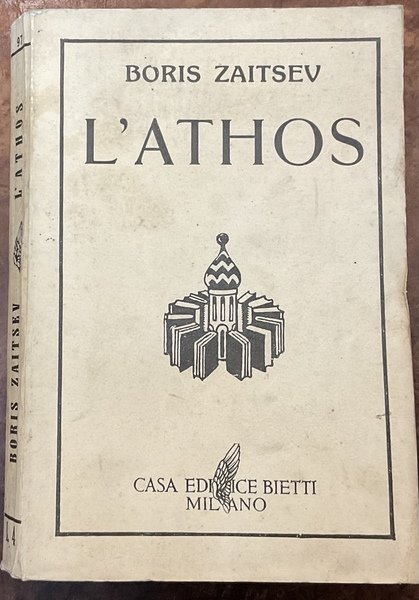 BORIS ZAITSEV
L'ATHOS
CASA EDITRICE BIETTI
MILANO
97
L'ATHOS
BORIS ZAITSEV